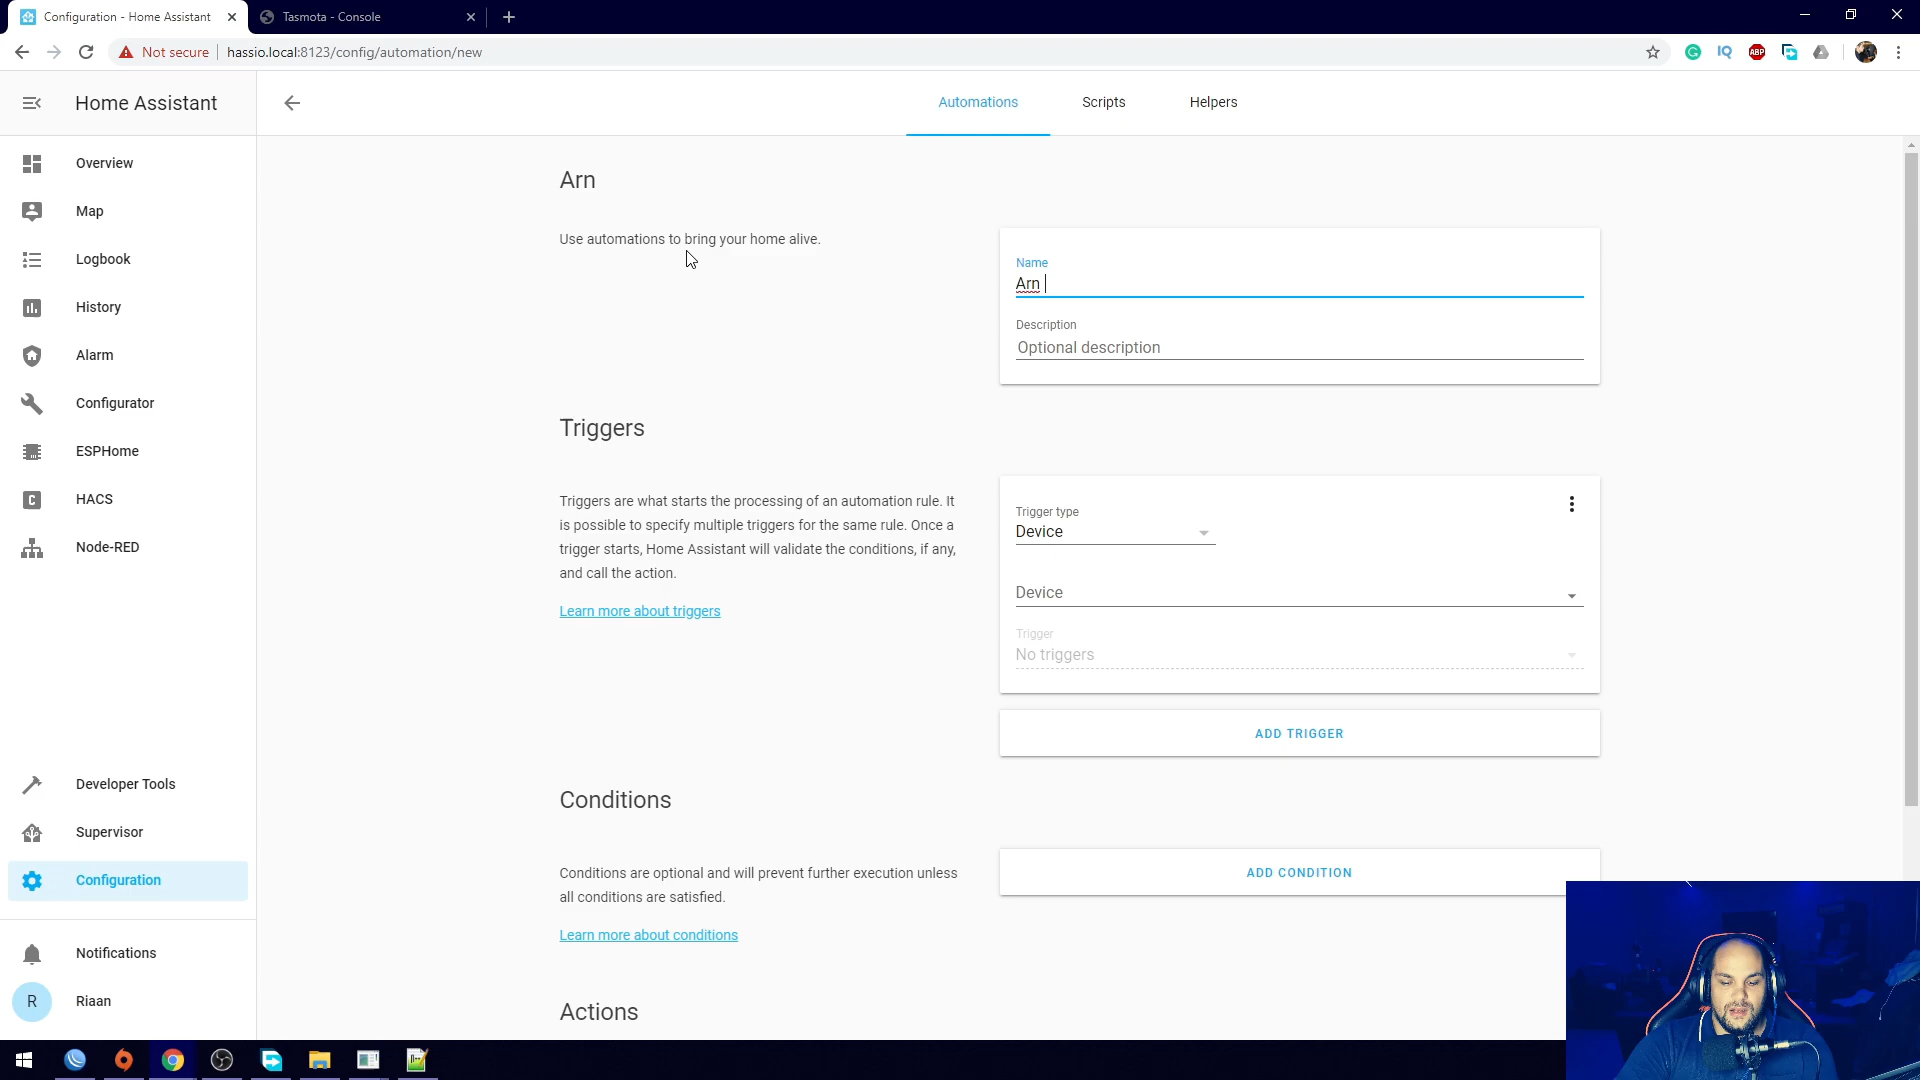 Configuration - Home Assistant
Tasmota - Console
Not secure
hassio.local:8123/config/automation/new
IQ
ABP
Home Assistant
Automations
Scripts
Helpers
Overview
Map
Logbook
History
Alarm
Configurator
ESPHome
C
HACS
Node-RED
Developer Tools
Supervisor
Configuration
Notifications
R
Riaan
Arn
Use automations to bring your home alive.
Name
Arn
Description
Optional description
Triggers
Triggers are what starts the processing of an automation rule. It
is possible to specify multiple triggers for the same rule. Once a
trigger starts, Home Assistant will validate the conditions, if any,
and call the action.
Learn more about triggers
Trigger type
Device
Device
Trigger
No triggers
ADD TRIGGER
Conditions
Conditions are optional and will prevent further execution unless
all conditions are satisfied.
Learn more about conditions
ADD CONDITION
Actions